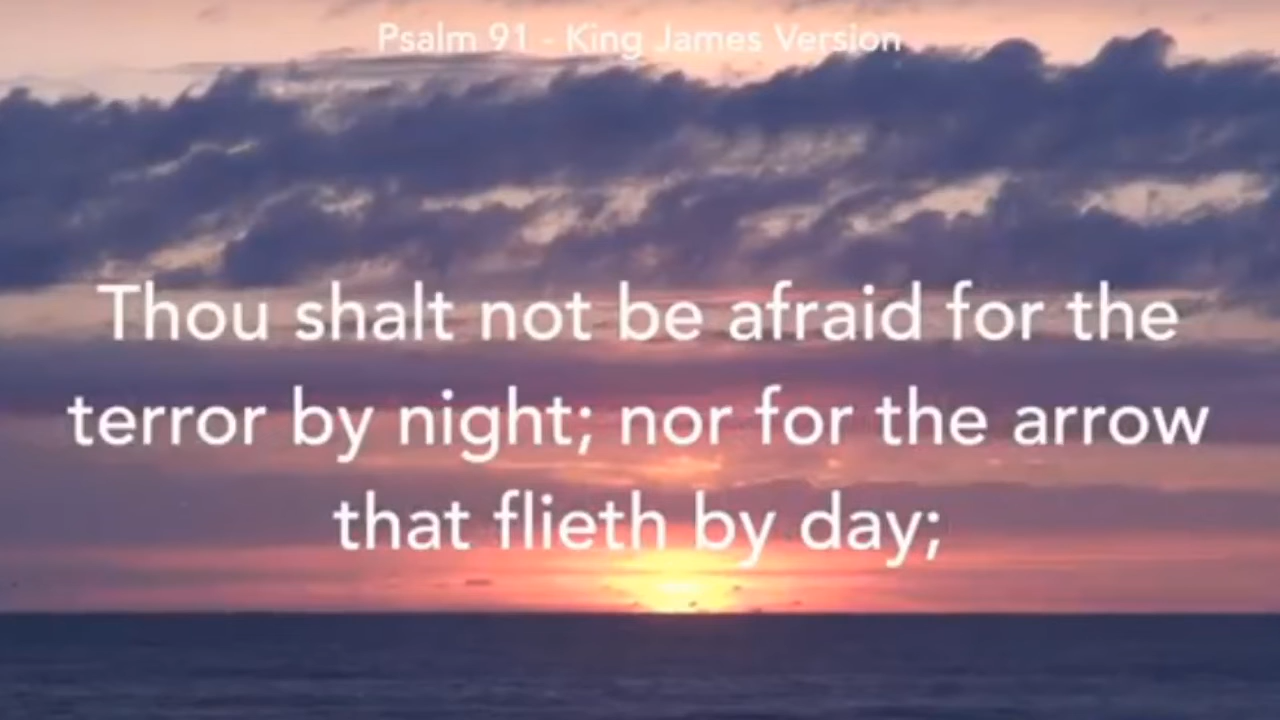 Psalm 91 - King James Version
Thou shalt not be afraid for the
terror by night; nor for the arrow
that flieth by day;